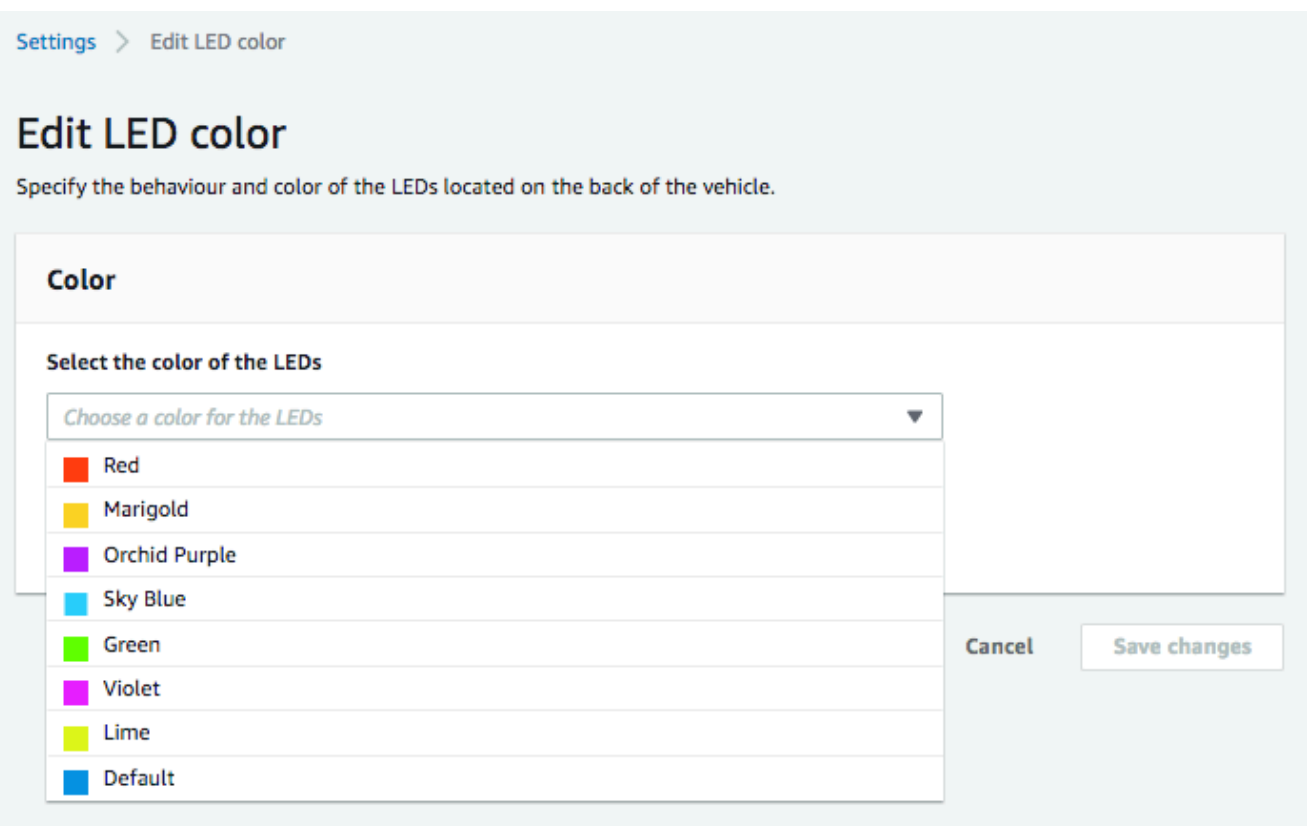 Settings > Edit LED color
Edit LED color
Specify the behaviour and color of the LEDs located on the back of the vehicle.
Color
Select the color of the LEDs
Choose a color for the LEDs
Red
Marigold
Orchid Purple
Sky Blue
Green
Violet
Lime
Default
Cancel
Save changes